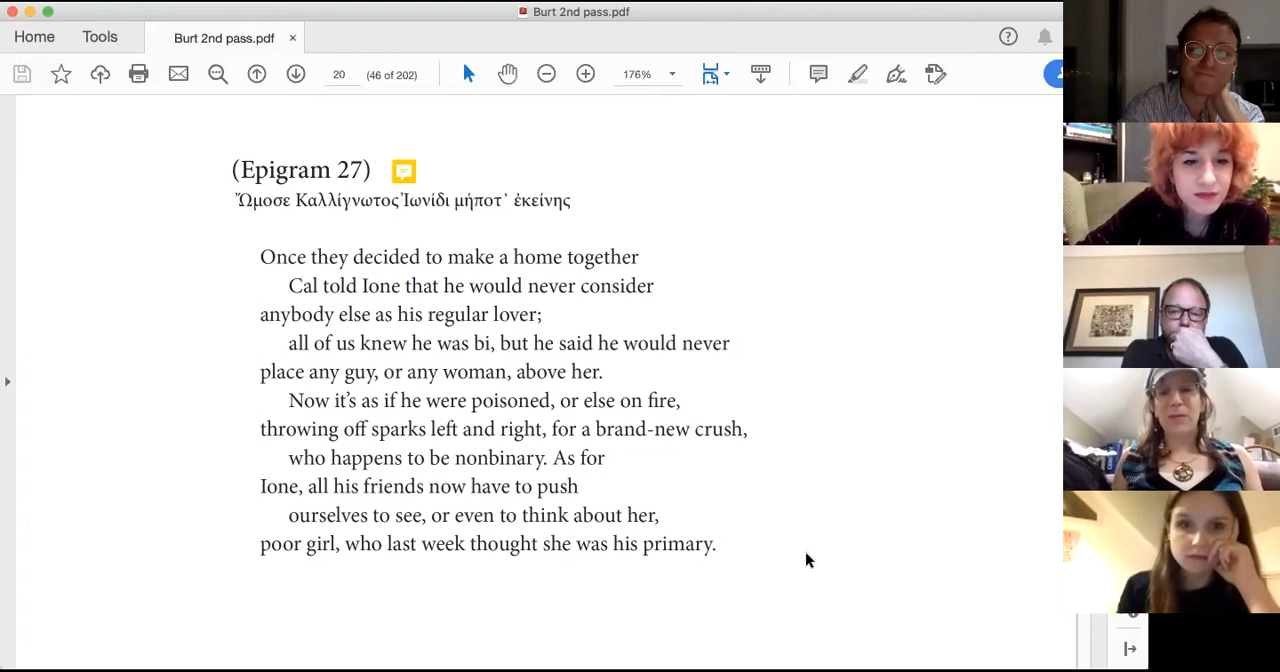 Burt 2nd pass.pdf
Home Tools Burt 2nd pass.pdf ×
20 (46 of 202) 176%
(Epigram 27)
Ὤμοσε Καλλίγνωτος Ἰωνίδι μήποτ’ ἐκείνης
Once they decided to make a home together
Cal told Ione that he would never consider
anybody else as his regular lover;
all of us knew he was bi, but he said he would never
place any guy, or any woman, above her.
Now it’s as if he were poisoned, or else on fire,
throwing off sparks left and right, for a brand-new crush,
who happens to be nonbinary. As for
Ione, all his friends now have to push
ourselves to see, or even to think about her,
poor girl, who last week thought she was his primary.